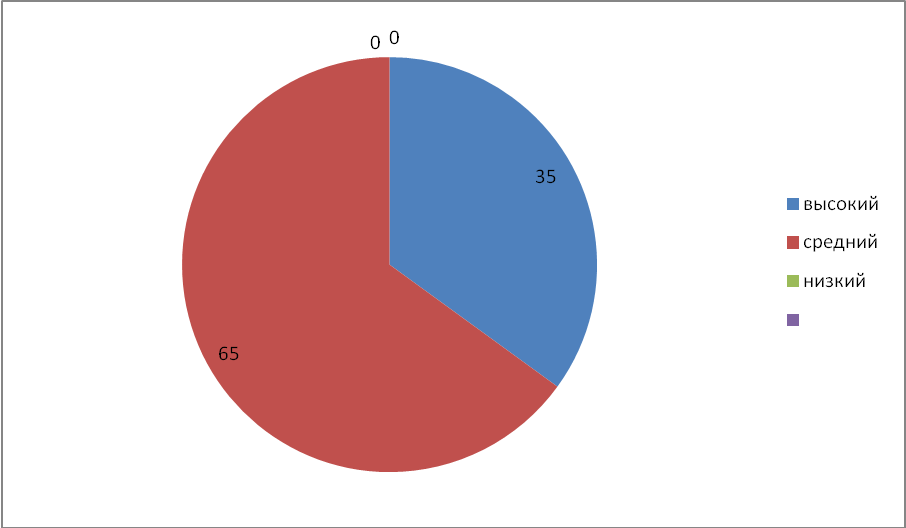 0 0
35
65
высокий
средний
низкий